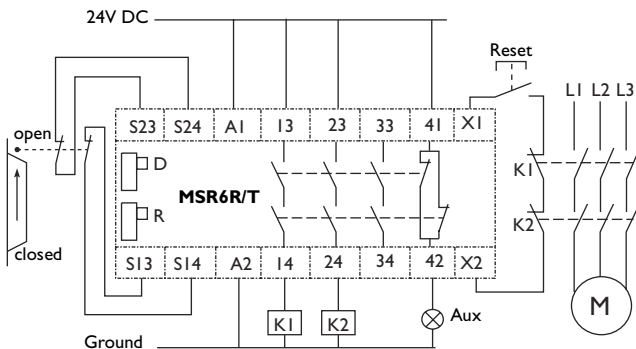 24V DC
Reset
L1 L2 L3
S23 S24 A1 13 23 33 41 X1
open
D
K1
MSR6R/T
R
K2
closed
S13 S14 A2 14 24 34 42 X2
M
K1 K2 Aux
Ground